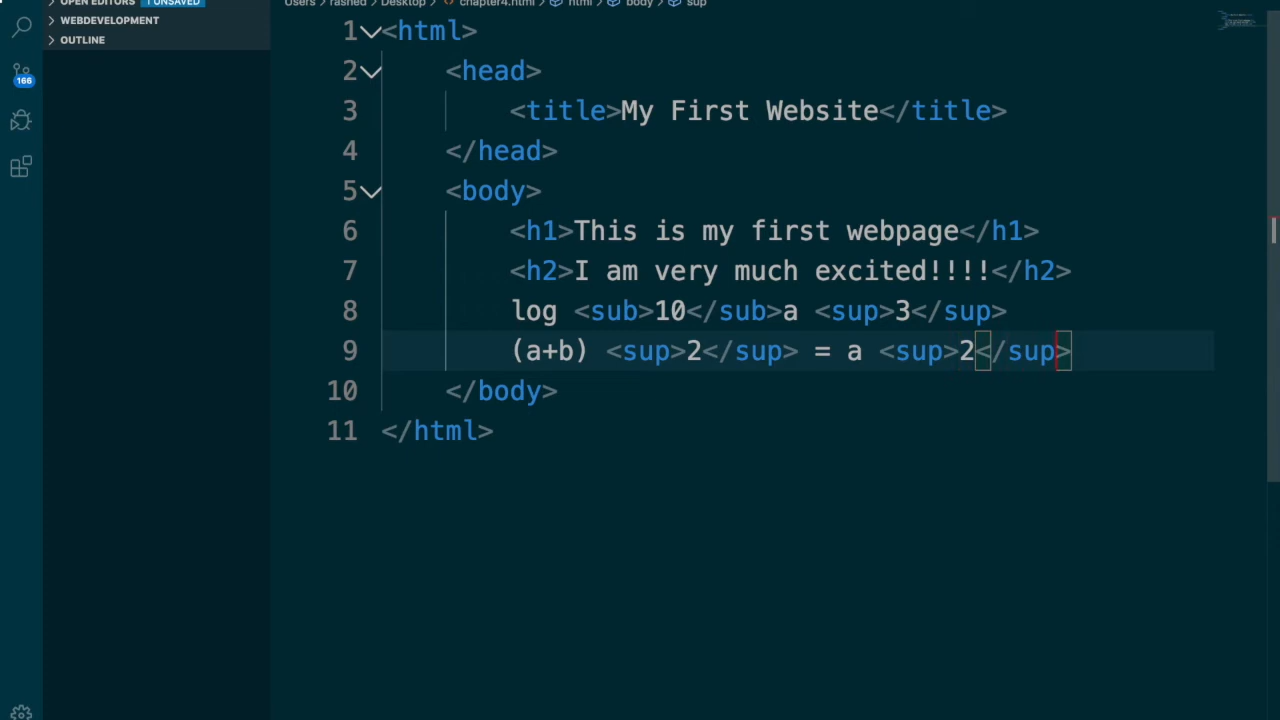 OPEN EDITORS 1 UNSAVED
Users rashed Desktop chapter4.html html body sup
WEBDEVELOPMENT
OUTLINE
166
1 <html>
2 <head>
3 <title>My First Website</title>
4 </head>
5 <body>
6 <h1>This is my first webpage</h1>
7 <h2>I am very much excited!!!!</h2>
8 log <sub>10</sub>a <sup>3</sup>
9 (a+b) <sup>2</sup> = a <sup>2</sup>
10 </body>
11 </html>